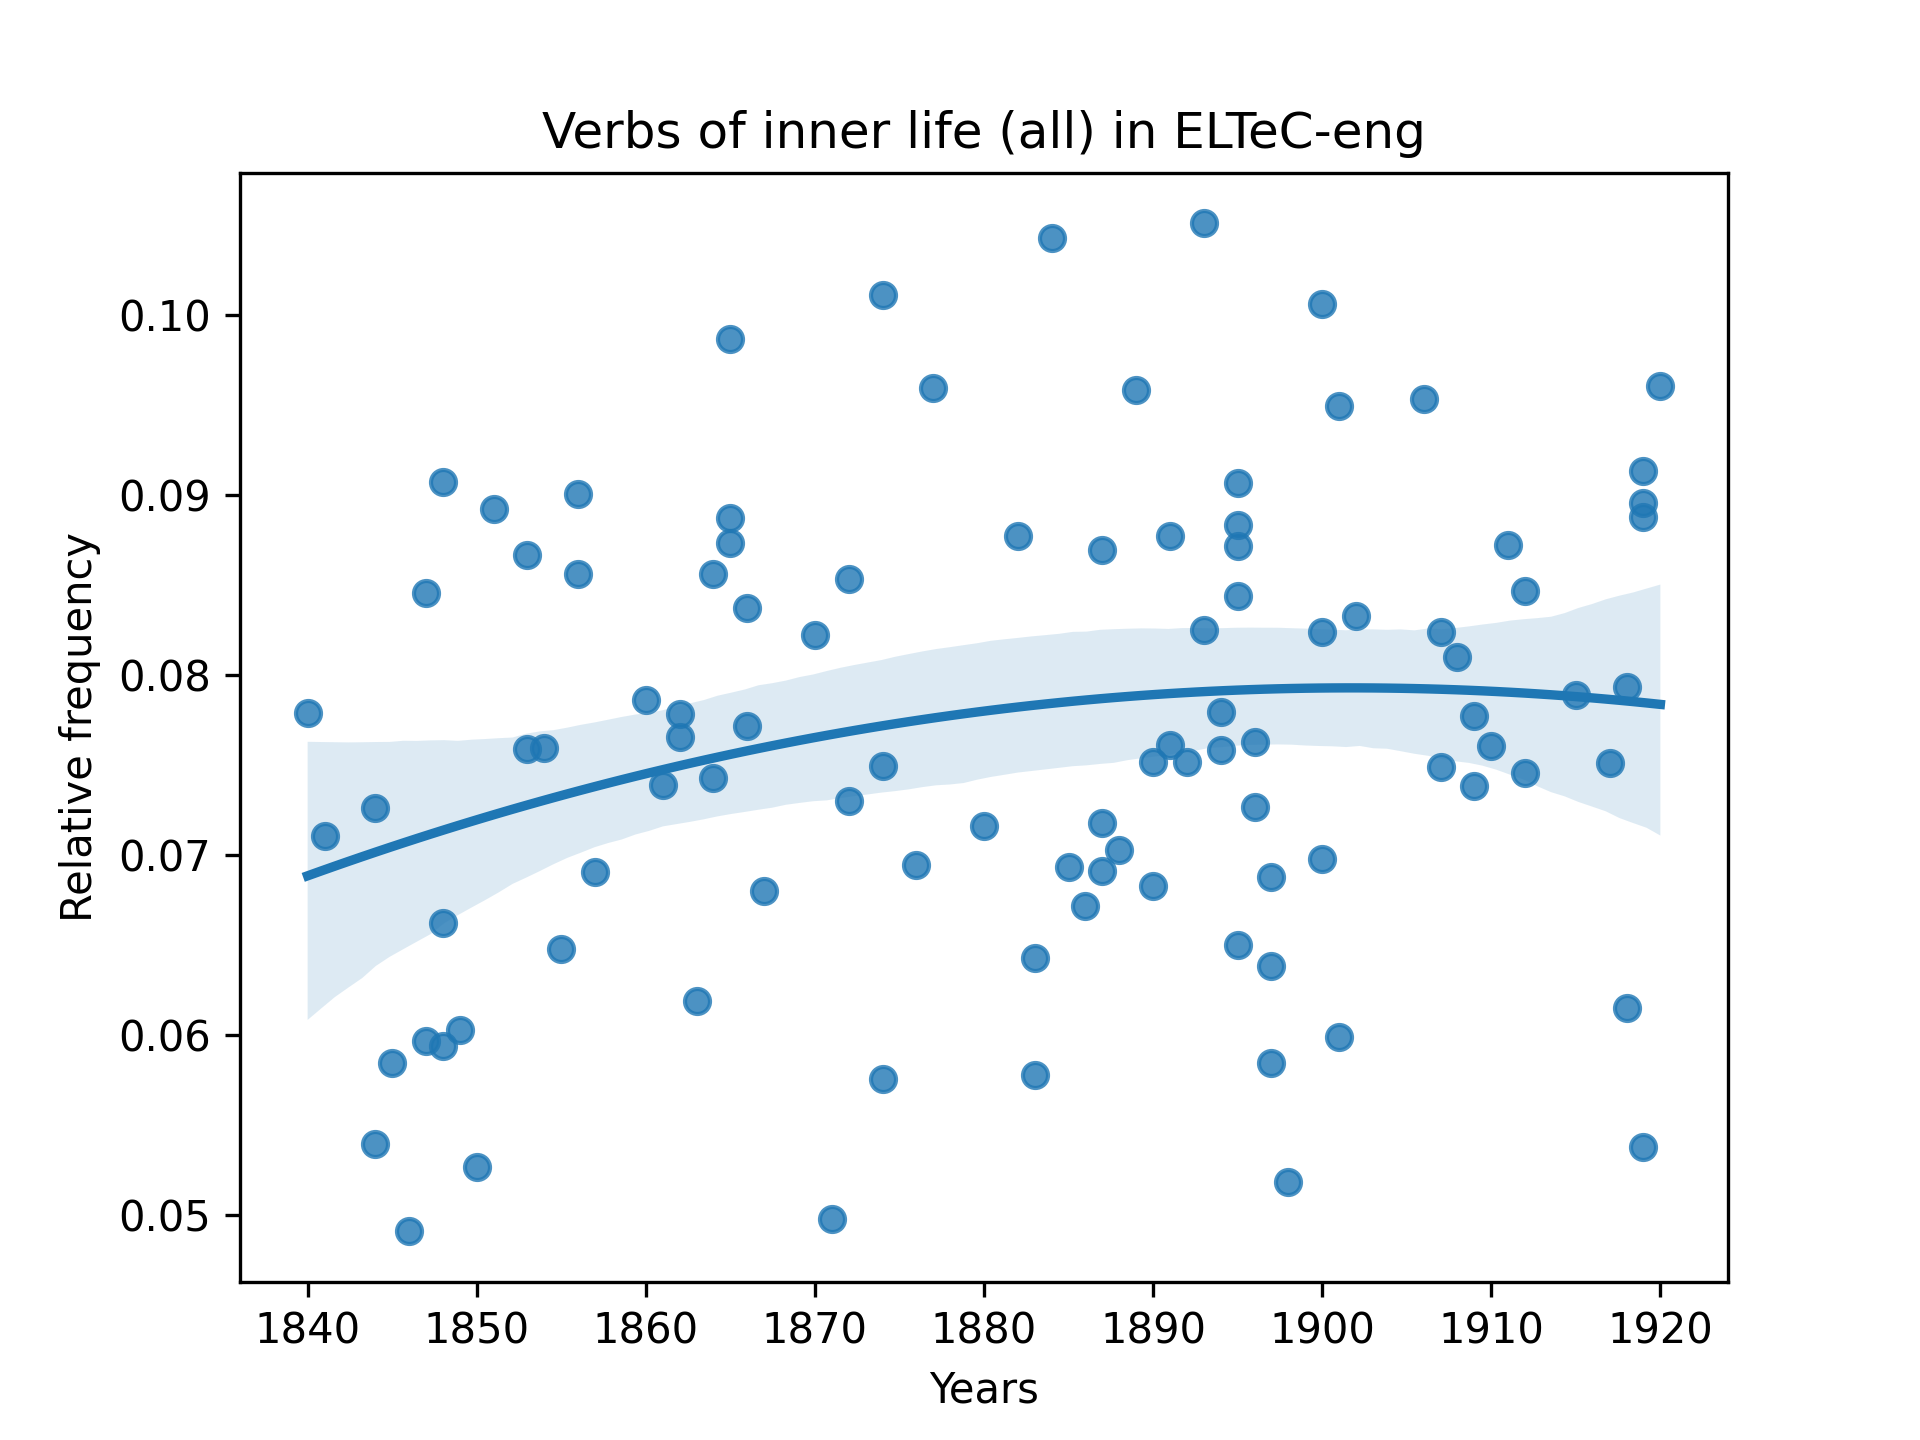 Verbs of inner life (all) in ELTeC-eng
Relative frequency
0.10
0.09
0.08
0.07
0.06
0.05
1840 1850 1860 1870 1880 1890 1900 1910 1920
Years